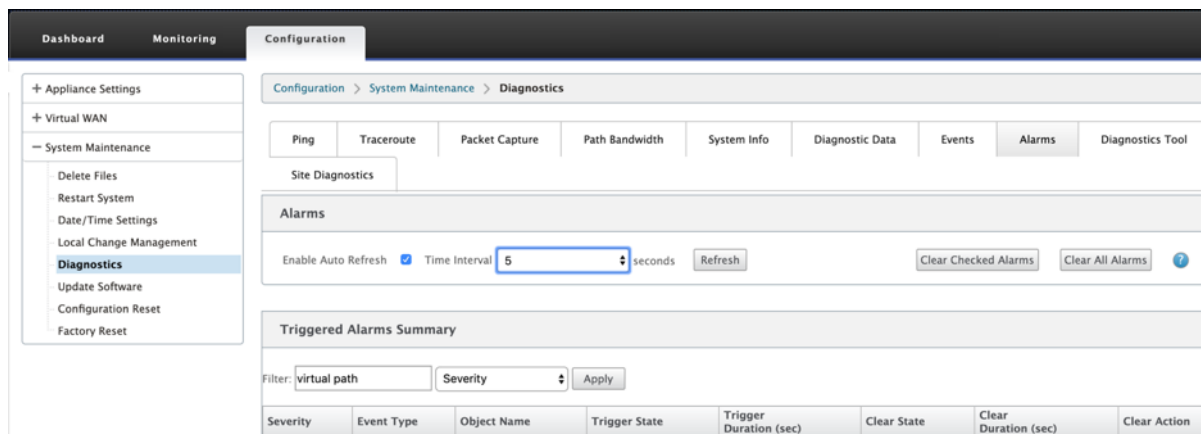 Dashboard Monitoring Configuration
+ Appliance Settings
+ Virtual WAN
− System Maintenance
Delete Files
Restart System
Date/Time Settings
Local Change Management
Diagnostics
Update Software
Configuration Reset
Factory Reset
Configuration > System Maintenance > Diagnostics
Ping Traceroute Packet Capture Path Bandwidth System Info Diagnostic Data Events Alarms Diagnostics Tool
Site Diagnostics
Alarms
Enable Auto Refresh Time Interval 5 seconds Refresh Clear Checked Alarms Clear All Alarms ?
Triggered Alarms Summary
Filter: virtual path Severity Apply
Severity Event Type Object Name Trigger State Trigger Duration (sec) Clear State Clear Duration (sec) Clear Action